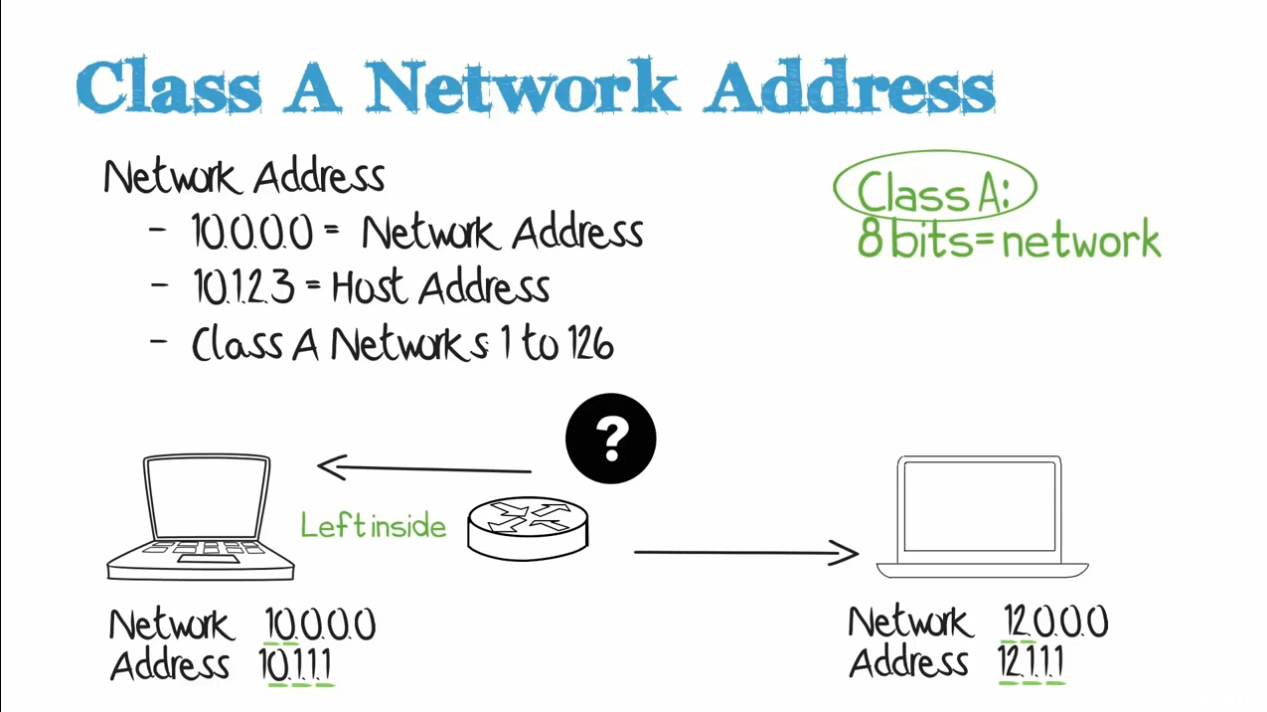 Class A Network Address
Network Address
- 10.0.0.0 = Network Address
- 10.1.2.3 = Host Address
- Class A Networks 1 to 126
Class A:
8 bits = network
?
Left inside
Network 10.0.0.0
Address 10.1.1.1
Network 12.0.0.0
Address 12.1.1.1